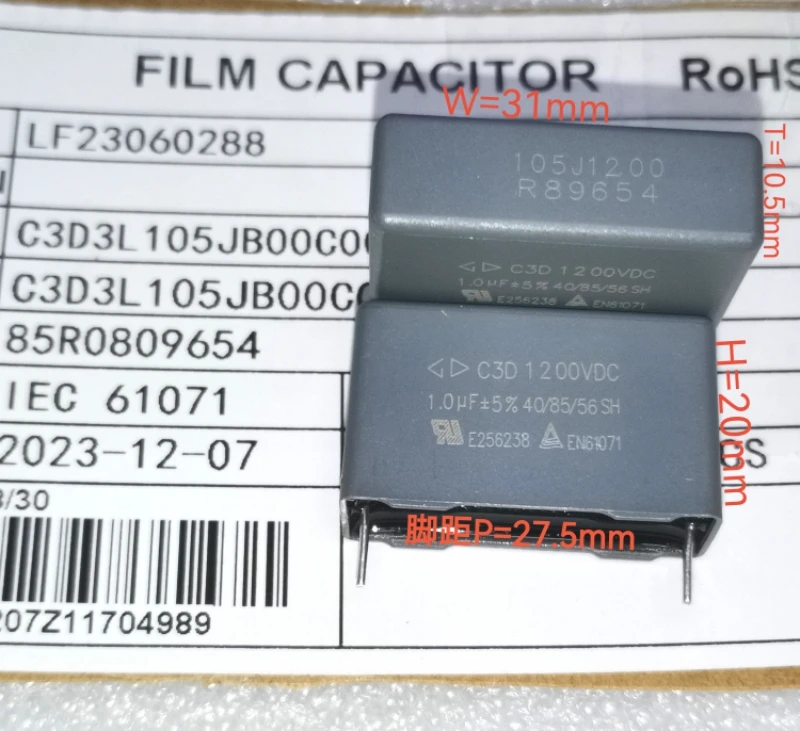 FILM CAPACITOR RoHS
W=31mm
T=10.5mm
LF23060288
105J1200
R89654
C3D3L105JB00C0
C3D 1200VDC
1.0μF±5% 40/85/56 SH
E256238 EN61071
C3D3L105JB00C
85R0809654
H=20mm
C3D 1200VDC
1.0μF±5% 40/85/56 SH
E256238 EN61071
IEC 61071
2023-12-07
/30
脚距P=27.5mm
207Z11704989